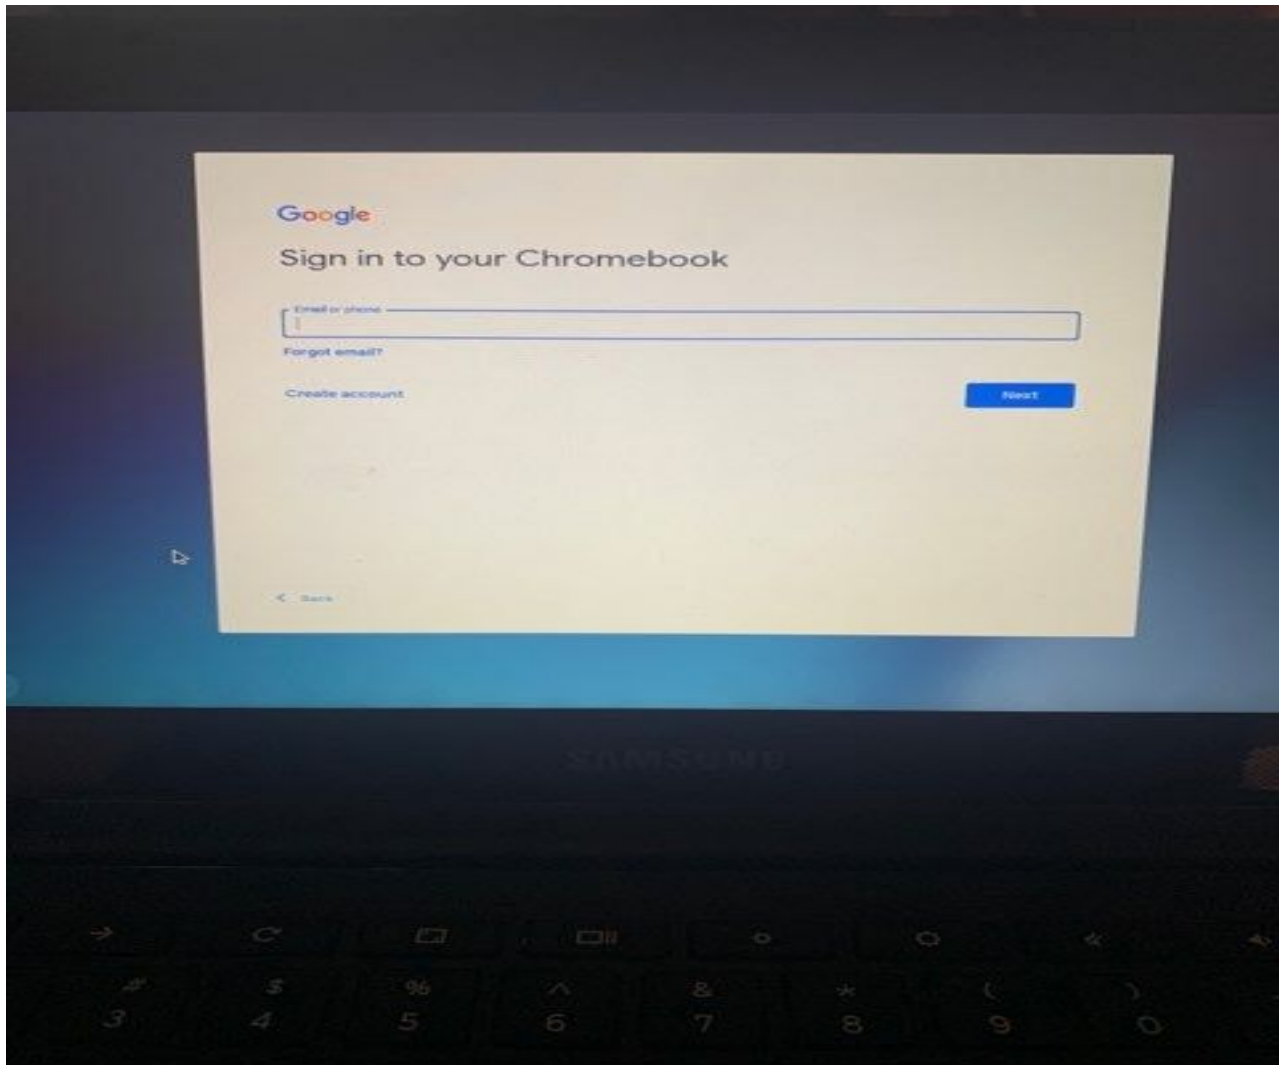 Google
Sign in to your Chromebook
Email or phone
Forgot email?
Create account
Next
Back
SAMSUNG
# $ % ^ & * ( )
3 4 5 6 7 8 9 0